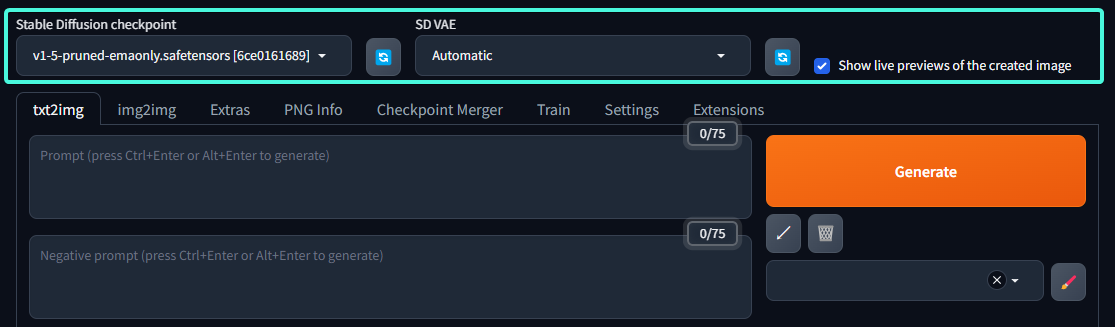 Stable Diffusion checkpoint
SD VAE
v1-5-pruned-emaonly.safetensors [6ce0161689]
Automatic
Show live previews of the created image
txt2img
img2img
Extras
PNG Info
Checkpoint Merger
Train
Settings
Extensions
0/75
Prompt (press Ctrl+Enter or Alt+Enter to generate)
Generate
0/75
Negative prompt (press Ctrl+Enter or Alt+Enter to generate)